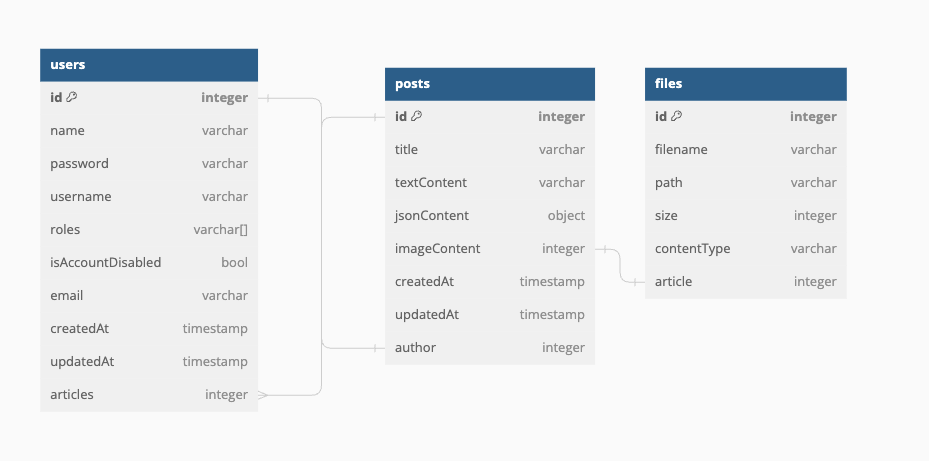 users
id integer
name varchar
password varchar
username varchar
roles varchar[]
isAccountDisabled bool
email varchar
createdAt timestamp
updatedAt timestamp
articles integer
posts
id integer
title varchar
textContent varchar
jsonContent object
imageContent integer
createdAt timestamp
updatedAt timestamp
author integer
files
id integer
filename varchar
path varchar
size integer
contentType varchar
article integer